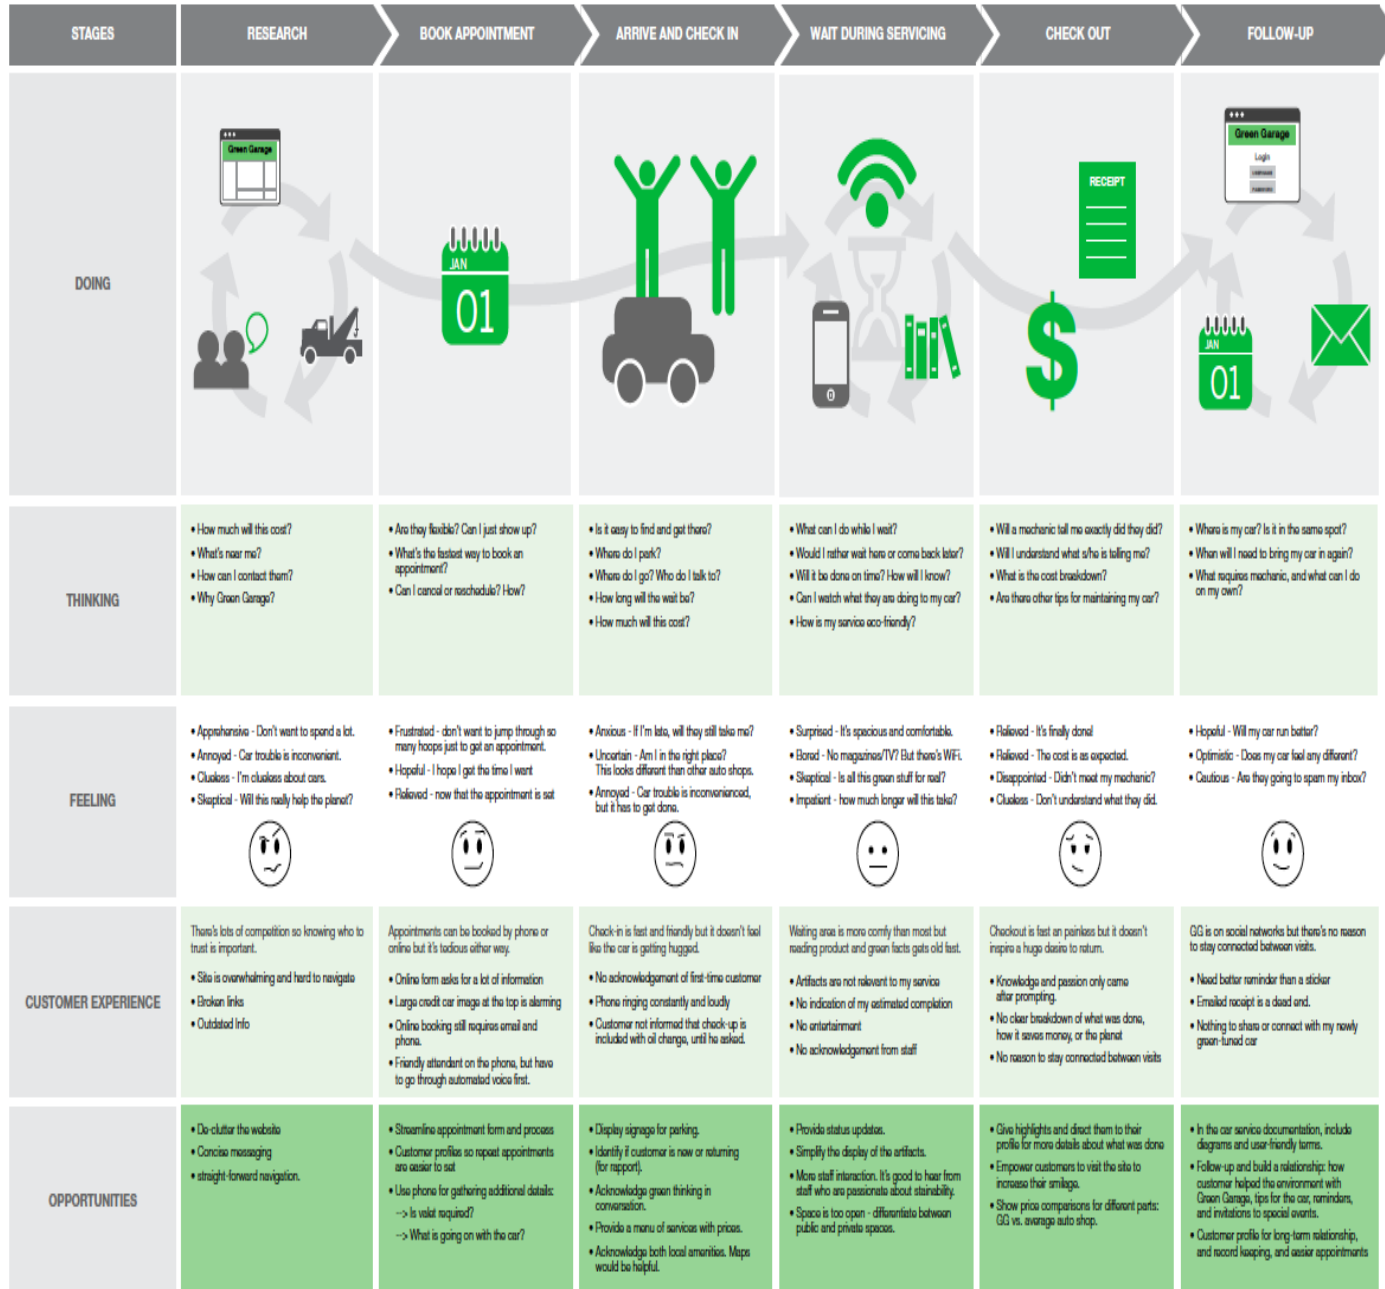 STAGES
RESEARCH
BOOK APPOINTMENT
ARRIVE AND CHECK IN
WAIT DURING SERVICING
CHECK OUT
FOLLOW-UP
DOING
Green Garage
JAN
01
RECEIPT
$
Green Garage
Login
USERNAME
PASSWORD
JAN
01
THINKING
• How much will this cost?
• What's near me?
• How can I contact them?
• Why Green Garage?
• Are they flexible? Can I just show up?
• What's the fastest way to book an
appointment?
• Can I cancel or reschedule? How?
• Is it easy to find and get there?
• Where do I park?
• Where do I go? Who do I talk to?
• How long will the wait be?
• How much will this cost?
• What can I do while I wait?
• Would I rather wait here or come back later?
• Will it be done on time? How will I know?
• Can I watch what they are doing to my car?
• How is my service eco-friendly?
• Will a mechanic tell me exactly did they did?
• Will I understand what s/he is telling me?
• What is the cost breakdown?
• Are there other tips for maintaining my car?
• Where is my car? Is it in the same spot?
• When will I need to bring my car in again?
• What requires mechanic, and what can I do
on my own?
FEELING
• Apprehensive - Don't want to spend a lot.
• Annoyed - Car trouble is inconvenient.
• Clueless - I'm clueless about cars.
• Skeptical - Will this really help the planet?
• Frustrated - don't want to jump through so
many hoops just to get an appointment.
• Hopeful - I hope I get the time I want
• Relieved - now that the appointment is set
• Anxious - If I'm late, will they still take me?
• Uncertain - Am I in the right place?
This looks different than other auto shops.
• Annoyed - Car trouble is inconvenienced,
but it has to get done.
• Surprised - It's spacious and comfortable.
• Bored - No magazines/TV? But there's WiFi.
• Skeptical - Is all this green stuff for real?
• Impatient - how much longer will this take?
• Relieved - It's finally done!
• Relieved - The cost is as expected.
• Disappointed - Didn't meet my mechanic?
• Clueless - Don't understand what they did.
• Hopeful - Will my car run better?
• Optimistic - Does my car feel any different?
• Cautious - Are they going to spam my inbox?
CUSTOMER EXPERIENCE
There's lots of competition so knowing who to
trust is important.
• Site is overwhelming and hard to navigate
• Broken links
• Outdated Info
Appointments can be booked by phone or
online but it's tedious either way.
• Online form asks for a lot of information
• Large credit car image at the top is alarming
• Online booking still requires email and
phone.
• Friendly attendant on the phone, but have
to go through automated voice first.
Check-in is fast and friendly but it doesn't feel
like the car is getting hugged.
• No acknowledgement of first-time customer
• Phone ringing constantly and loudly
• Customer not informed that check-up is
included with oil change, until he asked.
Waiting area is more comfy than most but
reading product and green facts gets old fast.
• Artifacts are not relevant to my service
• No indication of my estimated completion
• No entertainment
• No acknowledgement from staff
Checkout is fast an painless but it doesn't
inspire a huge desire to return.
• Knowledge and passion only came
after prompting.
• No clear breakdown of what was done,
how it saves money, or the planet
• No reason to stay connected between visits
GG is on social networks but there's no reason
to stay connected between visits.
• Need better reminder than a sticker
• Emailed receipt is a dead end.
• Nothing to share or connect with my newly
green-tuned car
OPPORTUNITIES
• De-clutter the website
• Concise messaging
• straight-forward navigation.
• Streamline appointment form and process
• Customer profiles so repeat appointments
are easier to set
• Use phone for gathering additional details:
--> Is valet required?
--> What is going on with the car?
• Display signage for parking.
• Identify if customer is new or returning
(for rapport).
• Acknowledge green thinking in
conversation.
• Provide a menu of services with prices.
• Acknowledge both local amenities. Maps
would be helpful.
• Provide status updates.
• Simplify the display of the artifacts.
• More staff interaction. It's good to hear from
staff who are passionate about stainability.
• Space is too open - differentiate between
public and private spaces.
• Give highlights and direct them to their
profile for more details about what was done
• Empower customers to visit the site to
increase their smilage.
• Show price comparisons for different parts:
GG vs. average auto shop.
• In the car service documentation, include
diagrams and user-friendly terms.
• Follow-up and build a relationship: how
customer helped the environment with
Green Garage, tips for the car, reminders,
and invitations to special events.
• Customer profile for long-term relationship,
and record keeping, and easier appointments